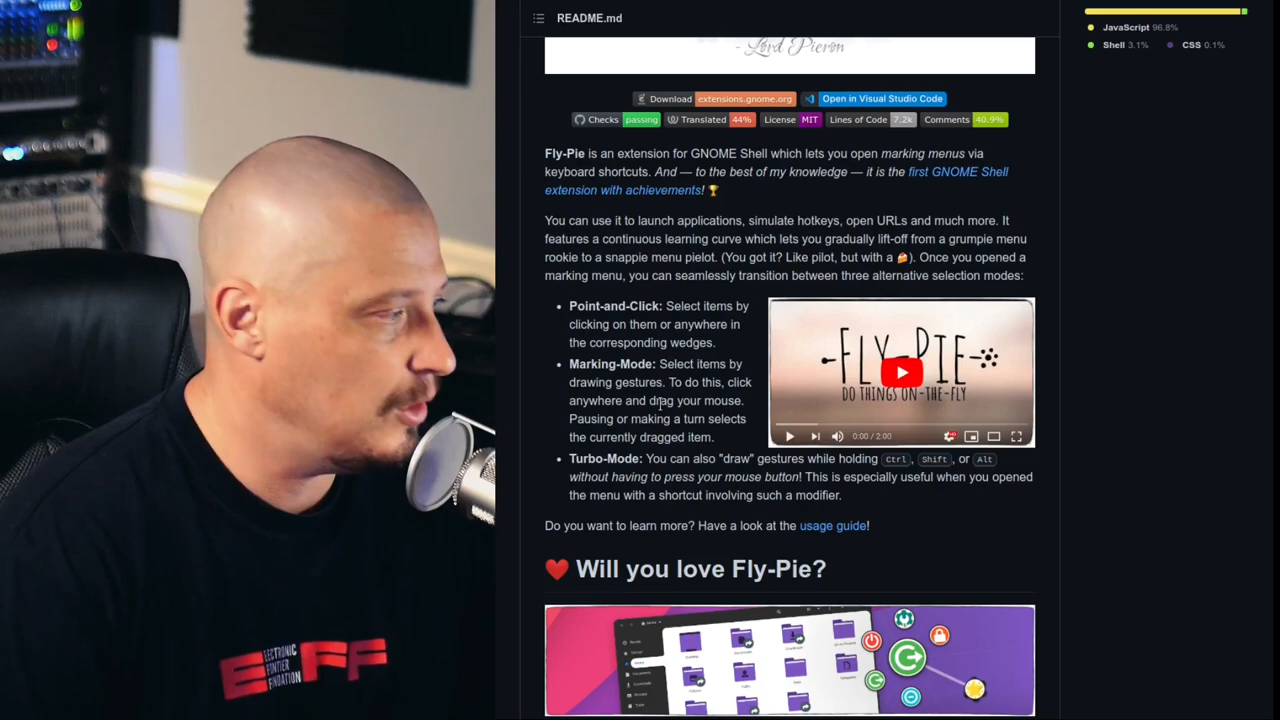 README.md
JavaScript 96.8%
Shell 3.1% CSS 0.1%
- Lord Pieron
Download extensions.gnome.org Open in Visual Studio Code
Checks passing Translated 44% License MIT Lines of Code 7.2k Comments 40.9%
Fly-Pie is an extension for GNOME Shell which lets you open marking menus via
keyboard shortcuts. And — to the best of my knowledge — it is the first GNOME Shell
extension with achievements! 🏆
You can use it to launch applications, simulate hotkeys, open URLs and much more. It
features a continuous learning curve which lets you gradually lift-off from a grumpie menu
rookie to a snappie menu pielot. (You got it? Like pilot, but with a 🍰). Once you opened a
marking menu, you can seamlessly transition between three alternative selection modes:
• Point-and-Click: Select items by
clicking on them or anywhere in
the corresponding wedges.
• Marking-Mode: Select items by
drawing gestures. To do this, click
anywhere and drag your mouse.
Pausing or making a turn selects
the currently dragged item.
FLY-PIE
DO THINGS ON-THE-FLY
0:00 / 2:00
• Turbo-Mode: You can also "draw" gestures while holding Ctrl, Shift, or Alt
without having to press your mouse button! This is especially useful when you opened
the menu with a shortcut involving such a modifier.
Do you want to learn more? Have a look at the usage guide!
❤️ Will you love Fly-Pie?
EFF
ELECTRONIC
FRONTIER
FOUNDATION